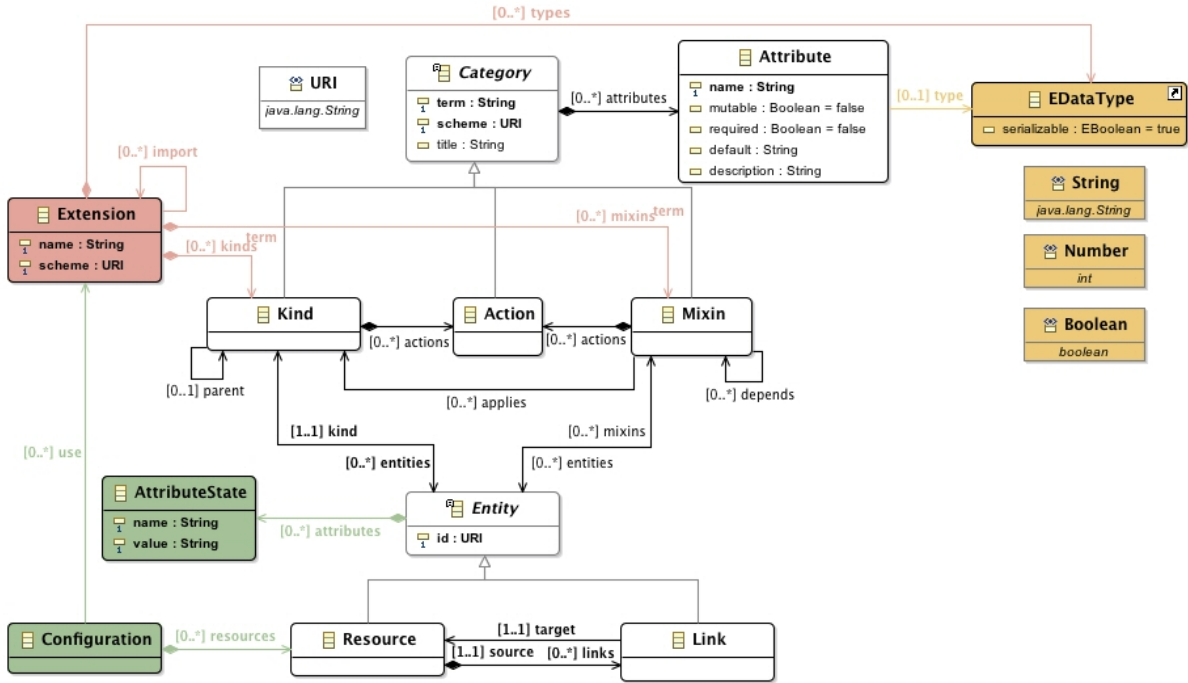 [0..*] types
URI
java.lang.String
Category
term : String
scheme : URI
title : String
[0..*] attributes
Attribute
name : String
mutable : Boolean = false
required : Boolean = false
default : String
description : String
[0..1] type
EDataType
serializable : EBoolean = true
[0..*] import
String
java.lang.String
Extension
name : String
scheme : URI
[0..*] mixins
term
[0..*] kinds
term
Number
int
Kind
Action
Mixin
Boolean
boolean
[0..*] actions
[0..*] actions
[0..1] parent
[0..*] applies
[0..*] depends
[1..1] kind
[0..*] mixins
[0..*] use
[0..*] entities
[0..*] entities
AttributeState
name : String
value : String
[0..*] attributes
Entity
id : URI
Configuration
[0..*] resources
Resource
[1..1] target
[1..1] source
[0..*] links
Link